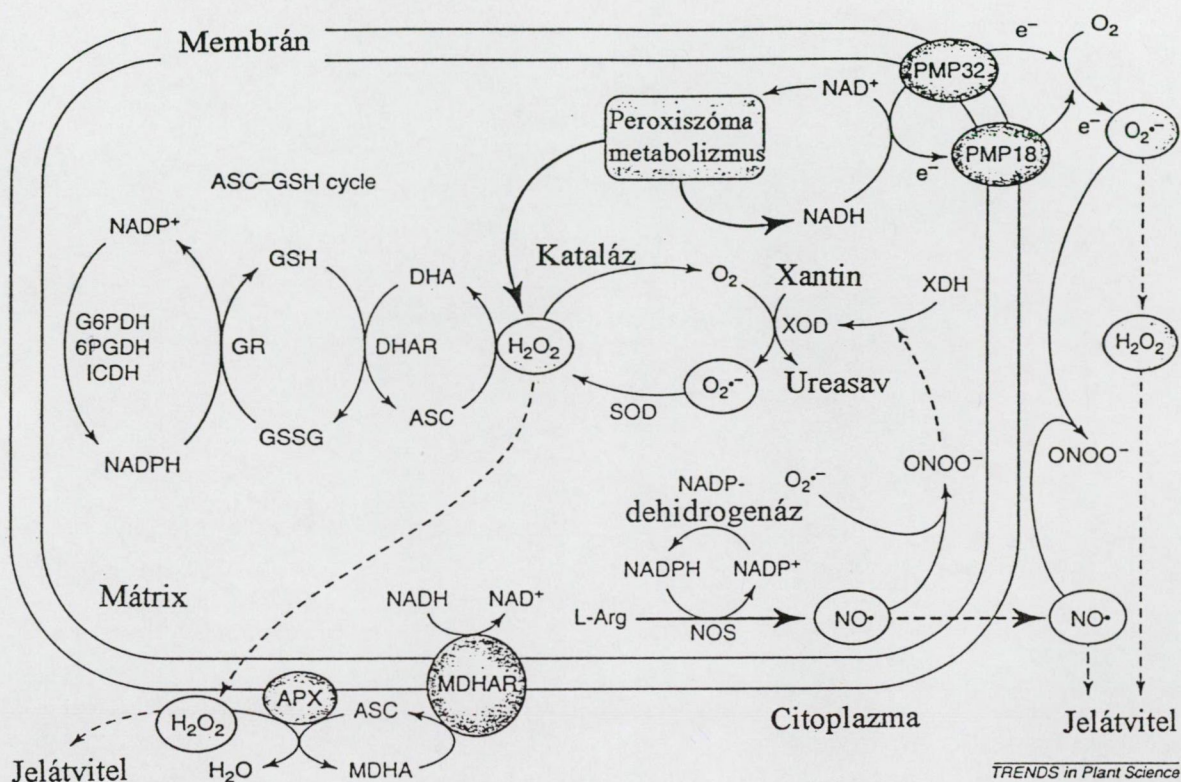 Membrán
e⁻
O₂
PMP32
NAD⁺
Peroxiszóma
metabolizmus
PMP18
e⁻
e⁻
O₂•⁻
NADH
ASC–GSH cycle
NADP⁺
GSH
DHA
Kataláz
O₂
Xantin
XDH
G6PDH
6PGDH
ICDH
GR
DHAR
H₂O₂
XOD
H₂O₂
Ureasav
O₂•⁻
SOD
ASC
GSSG
NADPH
ONOO⁻
ONOO⁻
NADP-
dehidrogenáz
O₂•⁻
NADPH
NADP⁺
Mátrix
NADH
NAD⁺
L-Arg
NOS
NO•
NO•
MDHAR
APX
ASC
H₂O₂
Citoplazma
Jelátvitel
Jelátvitel
H₂O
MDHA
TRENDS in Plant Science